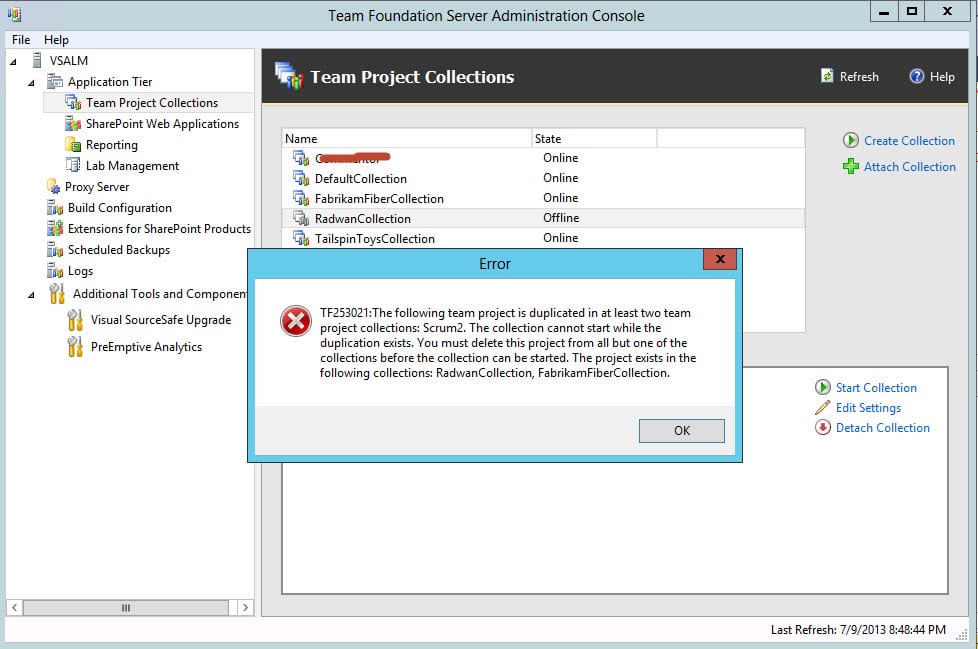 Team Foundation Server Administration Console
File Help
VSALM
Application Tier
Team Project Collections
SharePoint Web Applications
Reporting
Lab Management
Proxy Server
Build Configuration
Extensions for SharePoint Products
Scheduled Backups
Logs
Additional Tools and Componen
Visual SourceSafe Upgrade
PreEmptive Analytics
Team Project Collections
Refresh Help
Name State
Online
DefaultCollection Online
FabrikamFiberCollection Online
RadwanCollection Offline
TailspinToysCollection Online
Create Collection
Attach Collection
Error
TF253021:The following team project is duplicated in at least two team
project collections: Scrum2. The collection cannot start while the
duplication exists. You must delete this project from all but one of the
collections before the collection can be started. The project exists in the
following collections: RadwanCollection, FabrikamFiberCollection.
OK
Start Collection
Edit Settings
Detach Collection
Last Refresh: 7/9/2013 8:48:44 PM